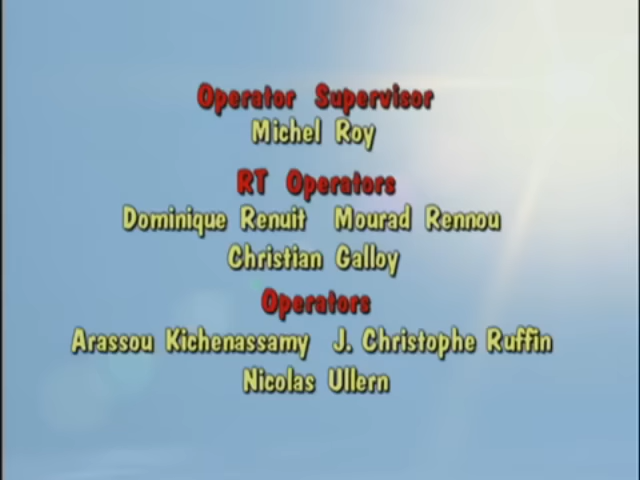 Operator Supervisor
Michel Roy
RT Operators
Dominique Renuit Mourad Rennou
Christian Galloy
Operators
Arassou Kichenassamy J. Christophe Ruffin
Nicolas Ullern